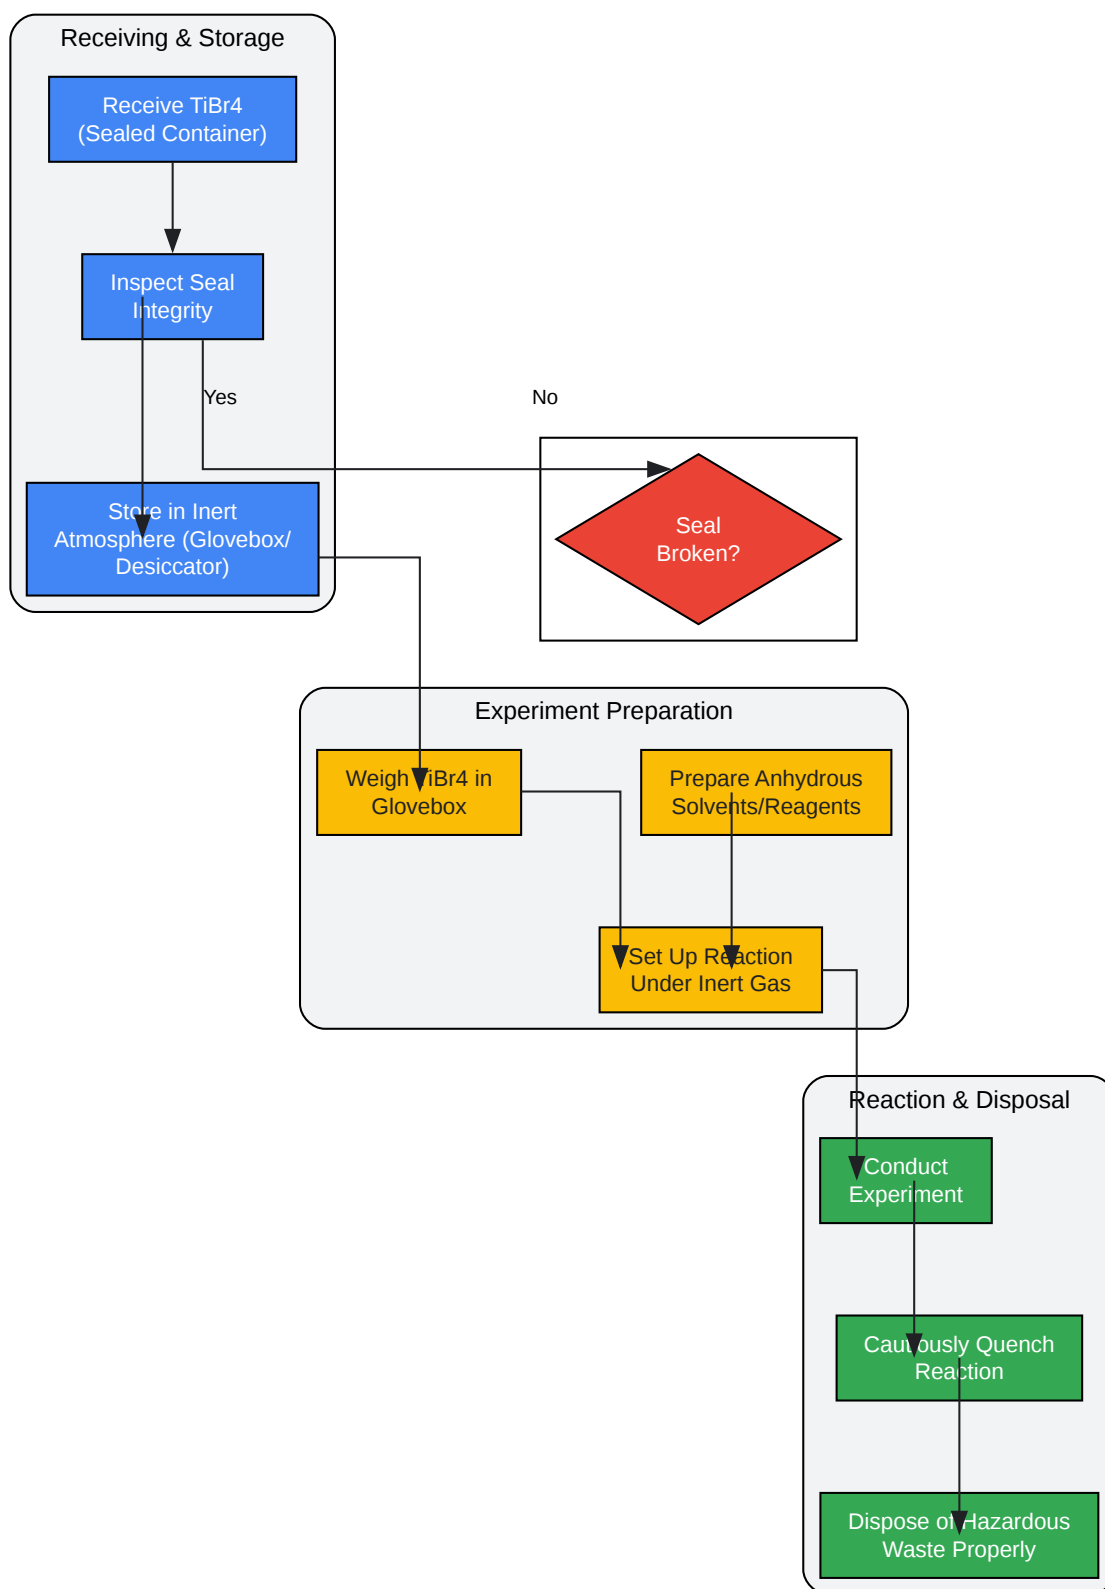 Receiving & Storage
Receive TiBr4
(Sealed Container)
Inspect Seal
Integrity
Yes
No
Store in Inert
Atmosphere (Glovebox/
Desiccator)
Seal
Broken?
Experiment Preparation
Weigh TiBr4 in
Glovebox
Prepare Anhydrous
Solvents/Reagents
Set Up Reaction
Under Inert Gas
Reaction & Disposal
Conduct
Experiment
Cautiously Quench
Reaction
Dispose of Hazardous
Waste Properly